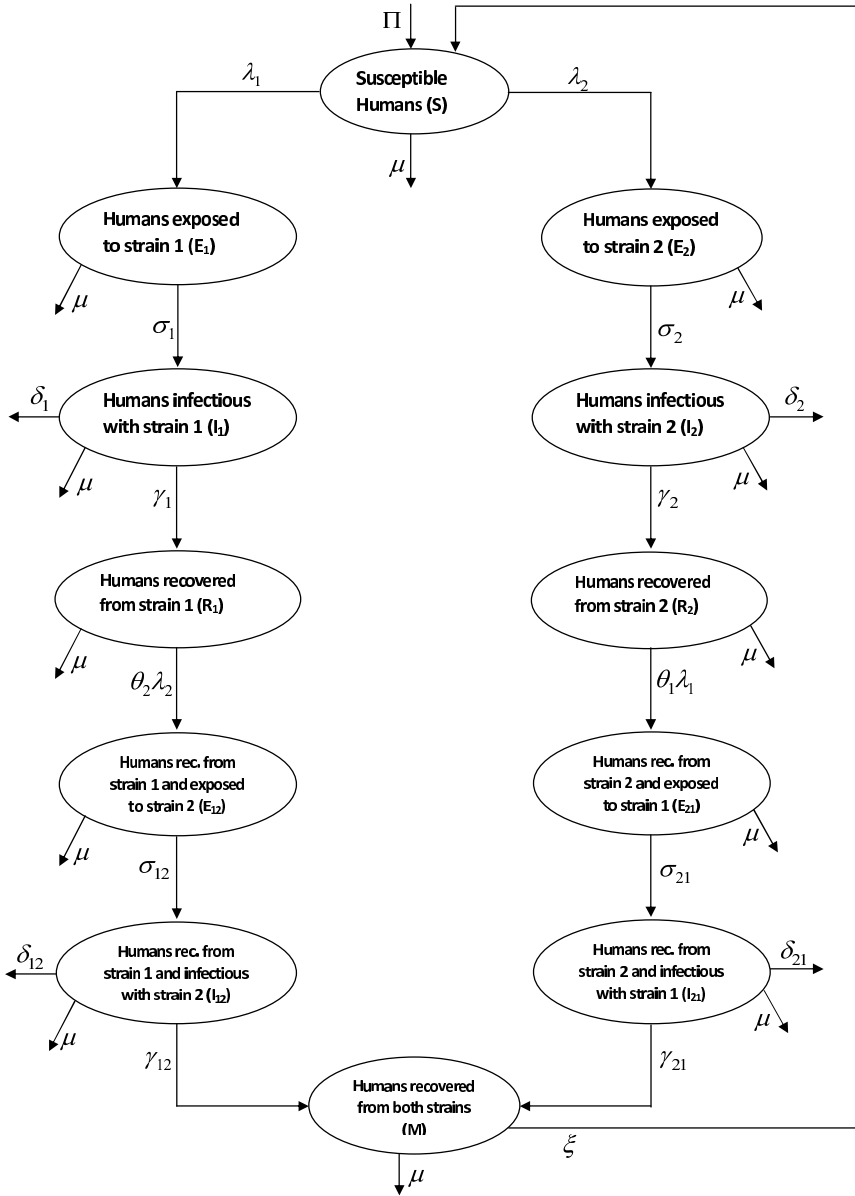 Π
λ₁
Susceptible
Humans (S)
λ₂
μ
Humans exposed
to strain 1 (E₁)
Humans exposed
to strain 2 (E₂)
μ
μ
σ₁
σ₂
δ₁
Humans infectious
with strain 1 (I₁)
Humans infectious
with strain 2 (I₂)
δ₂
μ
μ
γ₁
γ₂
Humans recovered
from strain 1 (R₁)
Humans recovered
from strain 2 (R₂)
μ
μ
θ₂λ₂
θ₁λ₁
Humans rec. from
strain 1 and exposed
to strain 2 (E₁₂)
Humans rec. from
strain 2 and exposed
to strain 1 (E₂₁)
μ
μ
σ₁₂
σ₂₁
δ₁₂
Humans rec. from
strain 1 and infectious
with strain 2 (I₁₂)
Humans rec. from
strain 2 and infectious
with strain 1 (I₂₁)
δ₂₁
μ
μ
γ₁₂
γ₂₁
Humans recovered
from both strains
(M)
ξ
μ